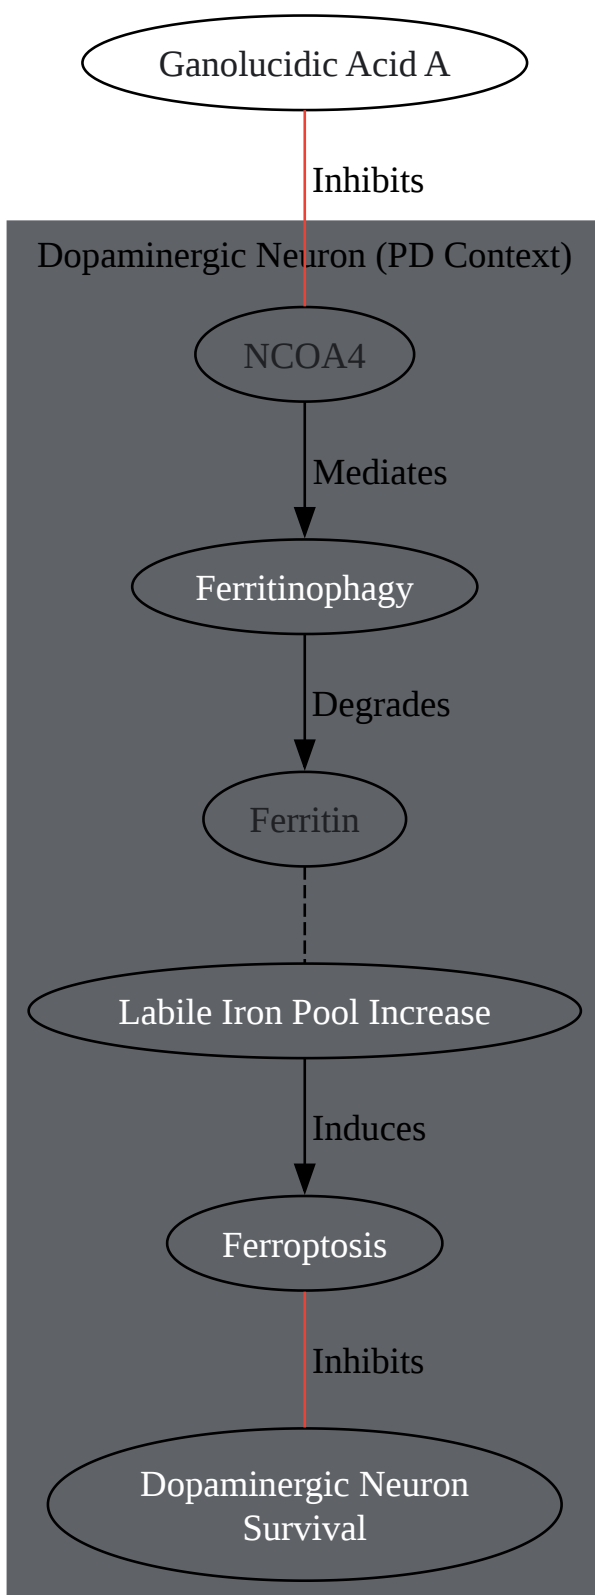 Ganolucidic Acid A
Inhibits
Dopaminergic Neuron (PD Context)
NCOA4
Mediates
Ferritinophagy
Degrades
Ferritin
Labile Iron Pool Increase
Induces
Ferroptosis
Inhibits
Dopaminergic Neuron
Survival